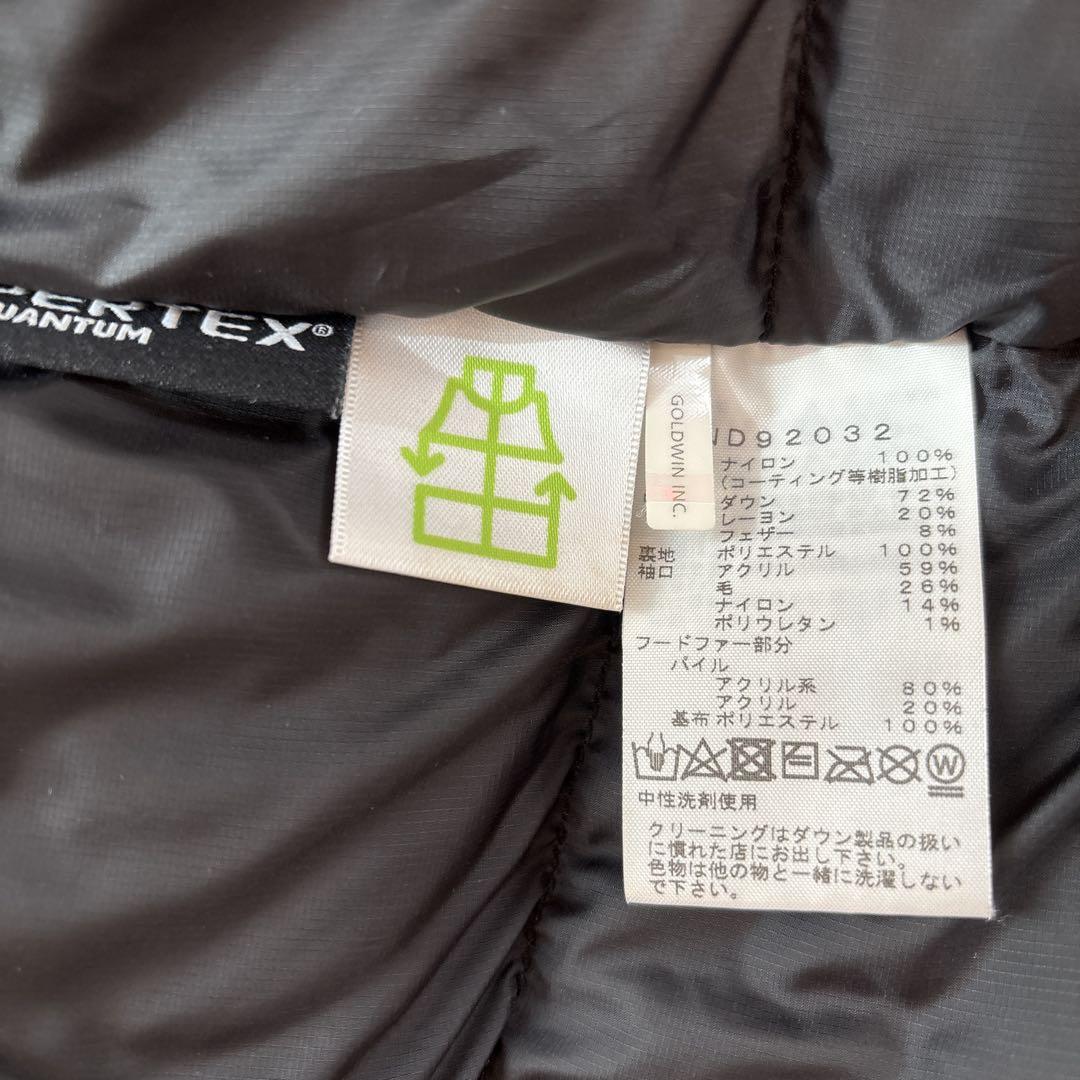 PERTEX®
QUANTUM
GOLDWIN INC.
ND92032
ナイロン 100%
(コーティング等樹脂加工)
ダウン 72%
レーヨン 20%
フェザー 8%
裏地 ポリエステル 100%
袖口 アクリル 59%
毛 26%
ナイロン 14%
ポリウレタン 1%
フードファー部分
パイル
アクリル系 80%
アクリル 20%
基布 ポリエステル 100%
W
中性洗剤使用
クリーニングはダウン製品の扱い
に慣れた店にお出し下さい。
色物は他の物と一緒に洗濯しない
で下さい。